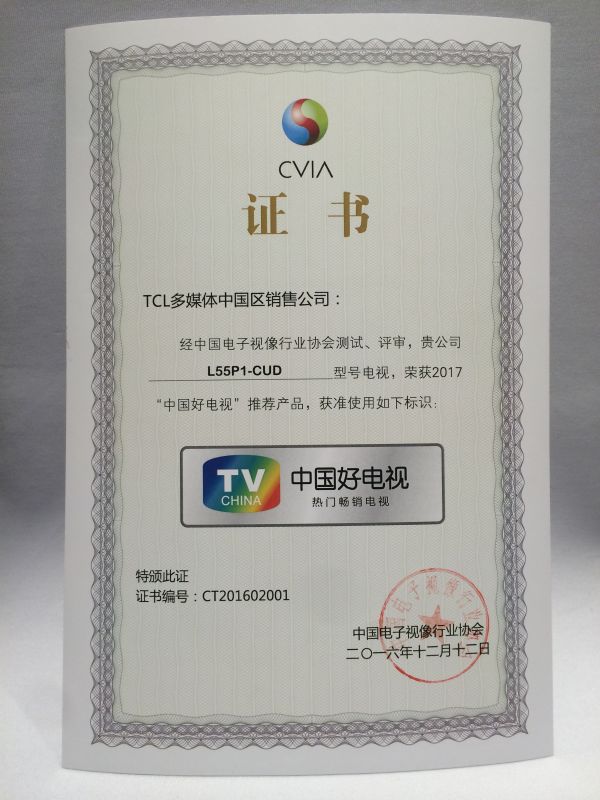 CVIA
证书
TCL多媒体中国区销售公司：
经中国电子视像行业协会测试、评审，贵公司
L55P1-CUD 型号电视，荣获2017
“中国好电视”推荐产品，获准使用如下标识：
TV
CHINA
中国好电视
热门畅销电视
特颁此证
证书编号：CT201602001
中国电子视像行业协会
二〇一六年十二月十二日